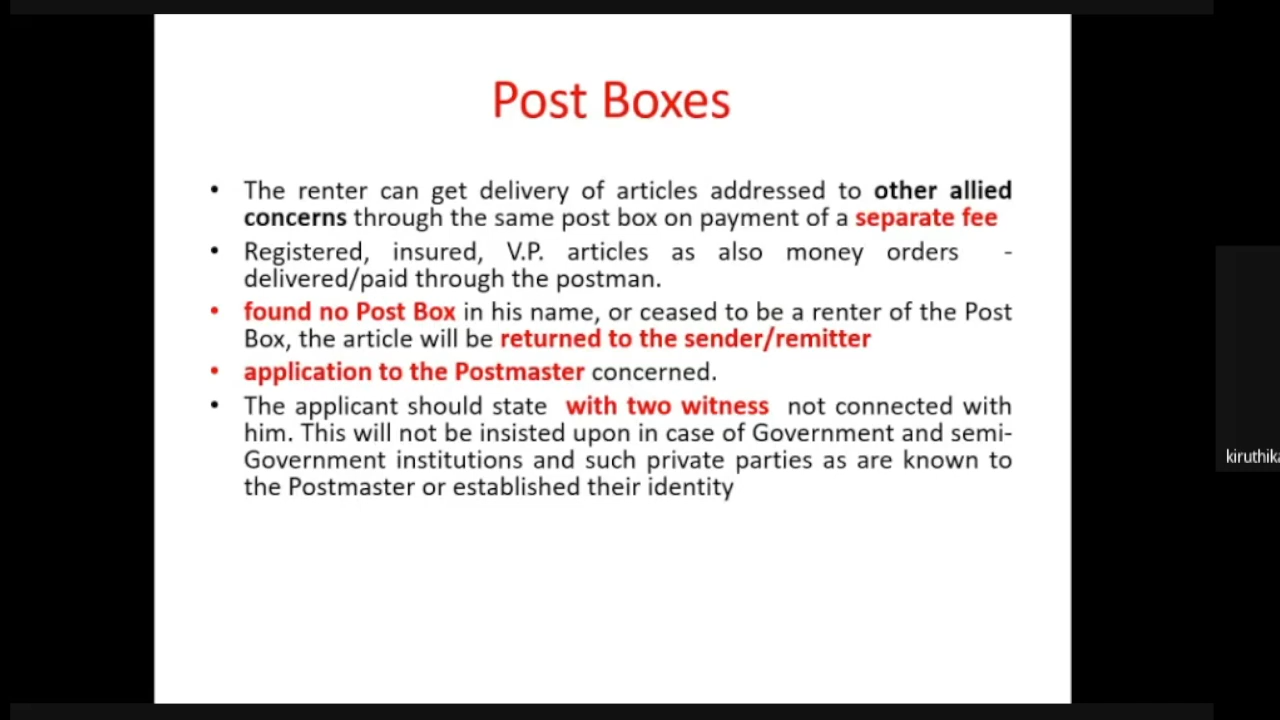 Post Boxes
• The renter can get delivery of articles addressed to other allied
concerns through the same post box on payment of a separate fee
• Registered, insured, V.P. articles as also money orders -
delivered/paid through the postman.
• found no Post Box in his name, or ceased to be a renter of the Post
Box, the article will be returned to the sender/remitter
• application to the Postmaster concerned.
• The applicant should state with two witness not connected with
him. This will not be insisted upon in case of Government and semi-
Government institutions and such private parties as are known to
the Postmaster or established their identity
kiruthika